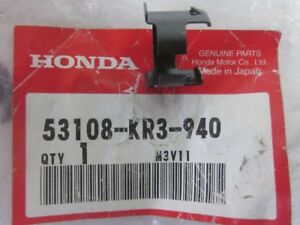 HONDA
GENUINE PARTS
Honda Motor Co., Ltd.
Made in Japan
53108-KR3-940
QTY 1
M3V11